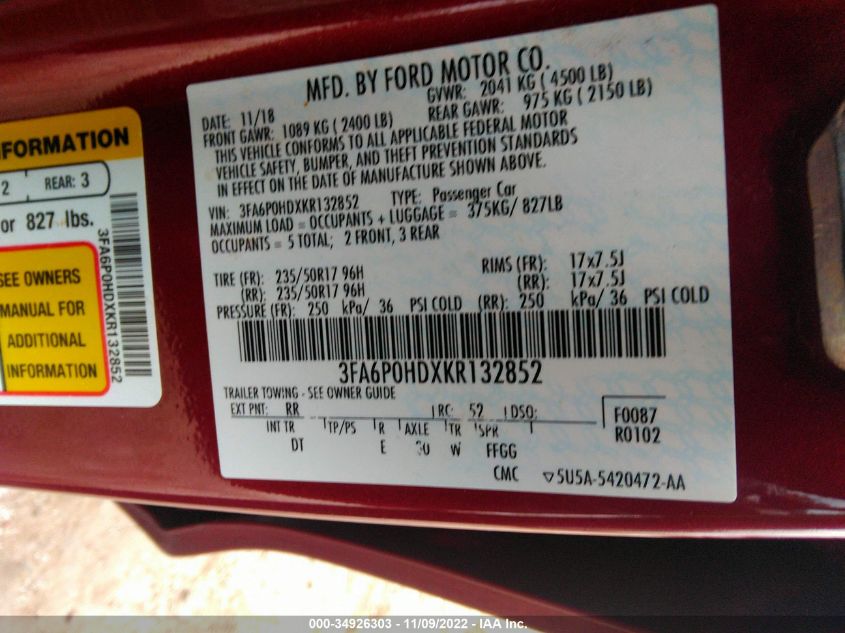 NFORMATION
2 REAR: 3
or 827 lbs.
SEE OWNERS
MANUAL FOR
ADDITIONAL
INFORMATION
3FA6P0HDXKR132852
MFD. BY FORD MOTOR CO.
DATE: 11/18 GVWR: 2041 KG ( 4500 LB)
FRONT GAWR: 1089 KG ( 2400 LB) REAR GAWR: 975 KG ( 2150 LB)
THIS VEHICLE CONFORMS TO ALL APPLICABLE FEDERAL MOTOR
VEHICLE SAFETY, BUMPER, AND THEFT PREVENTION STANDARDS
IN EFFECT ON THE DATE OF MANUFACTURE SHOWN ABOVE.
VIN: 3FA6P0HDXKR132852 TYPE: Passenger Car
MAXIMUM LOAD = OCCUPANTS + LUGGAGE = 375KG/ 827LB
OCCUPANTS = 5 TOTAL; 2 FRONT, 3 REAR
TIRE (FR): 235/50R17 96H RIMS (FR): 17x7.5J
(RR): 235/50R17 96H (RR): 17x7.5J
PRESSURE (FR): 250 kPa/ 36 PSI COLD (RR): 250 kPa/ 36 PSI COLD
3FA6P0HDXKR132852
TRAILER TOWING - SEE OWNER GUIDE
EXT PNT: RR RC: 52 DSO: F0087
INT TR TP/PS R AXLE TR SPR R0102
DT E W FFGG
CMC ▽5U5A-5420472-AA
000-34926303 - 11/09/2022 - IAA Inc.